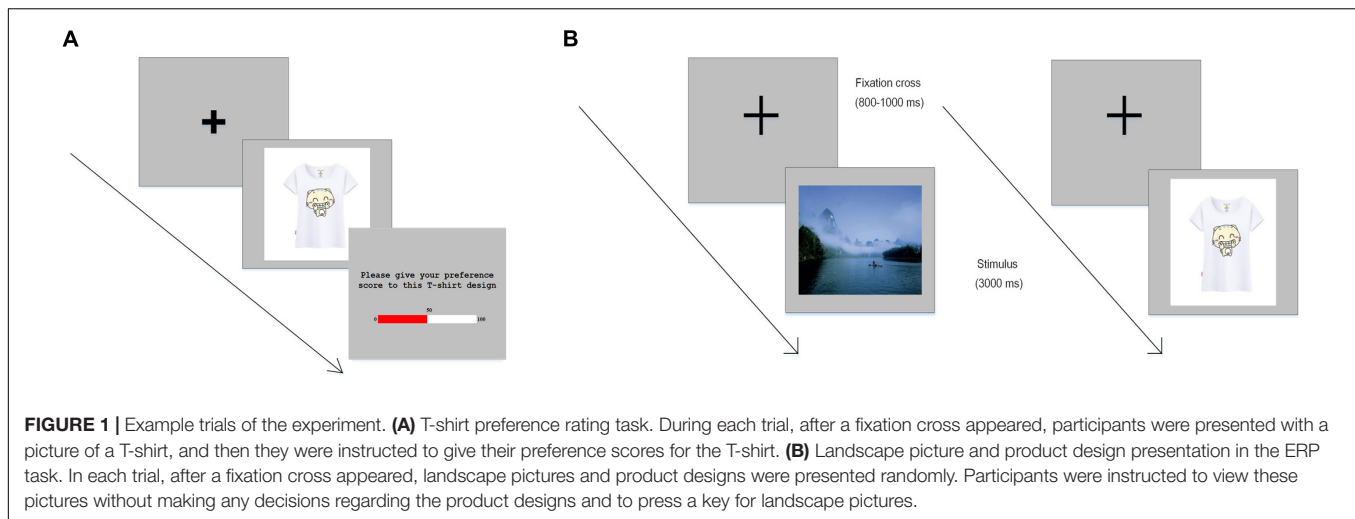 A
B
Fixation cross
(800-1000 ms)
Please give your preference
score to this T-shirt design
50
0
100
Stimulus
(3000 ms)
FIGURE 1 | Example trials of the experiment. (A) T-shirt preference rating task. During each trial, after a fixation cross appeared, participants were presented with a
picture of a T-shirt, and then they were instructed to give their preference scores for the T-shirt. (B) Landscape picture and product design presentation in the ERP
task. In each trial, after a fixation cross appeared, landscape pictures and product designs were presented randomly. Participants were instructed to view these
pictures without making any decisions regarding the product designs and to press a key for landscape pictures.